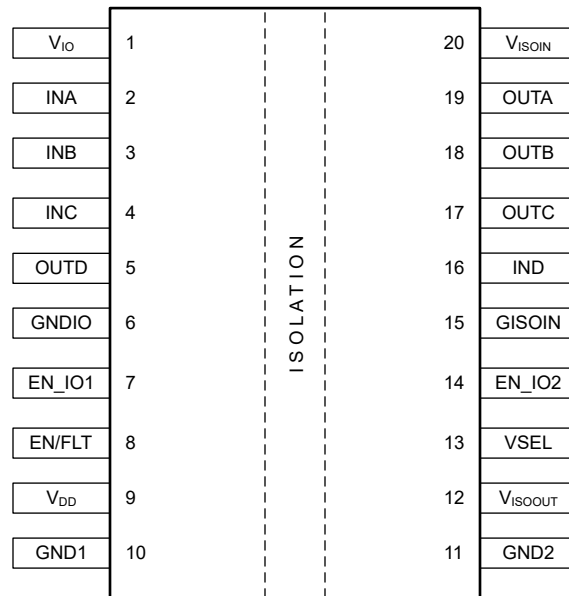 V_IO 1 20 V_ISOIN
INA 2 19 OUTA
INB 3 18 OUTB
INC 4 17 OUTC
OUTD 5 16 IND
GNDIO 6 15 GISOIN
EN_IO1 7 14 EN_IO2
EN/FLT 8 13 VSEL
V_DD 9 12 V_ISOOUT
GND1 10 11 GND2
ISOLATION